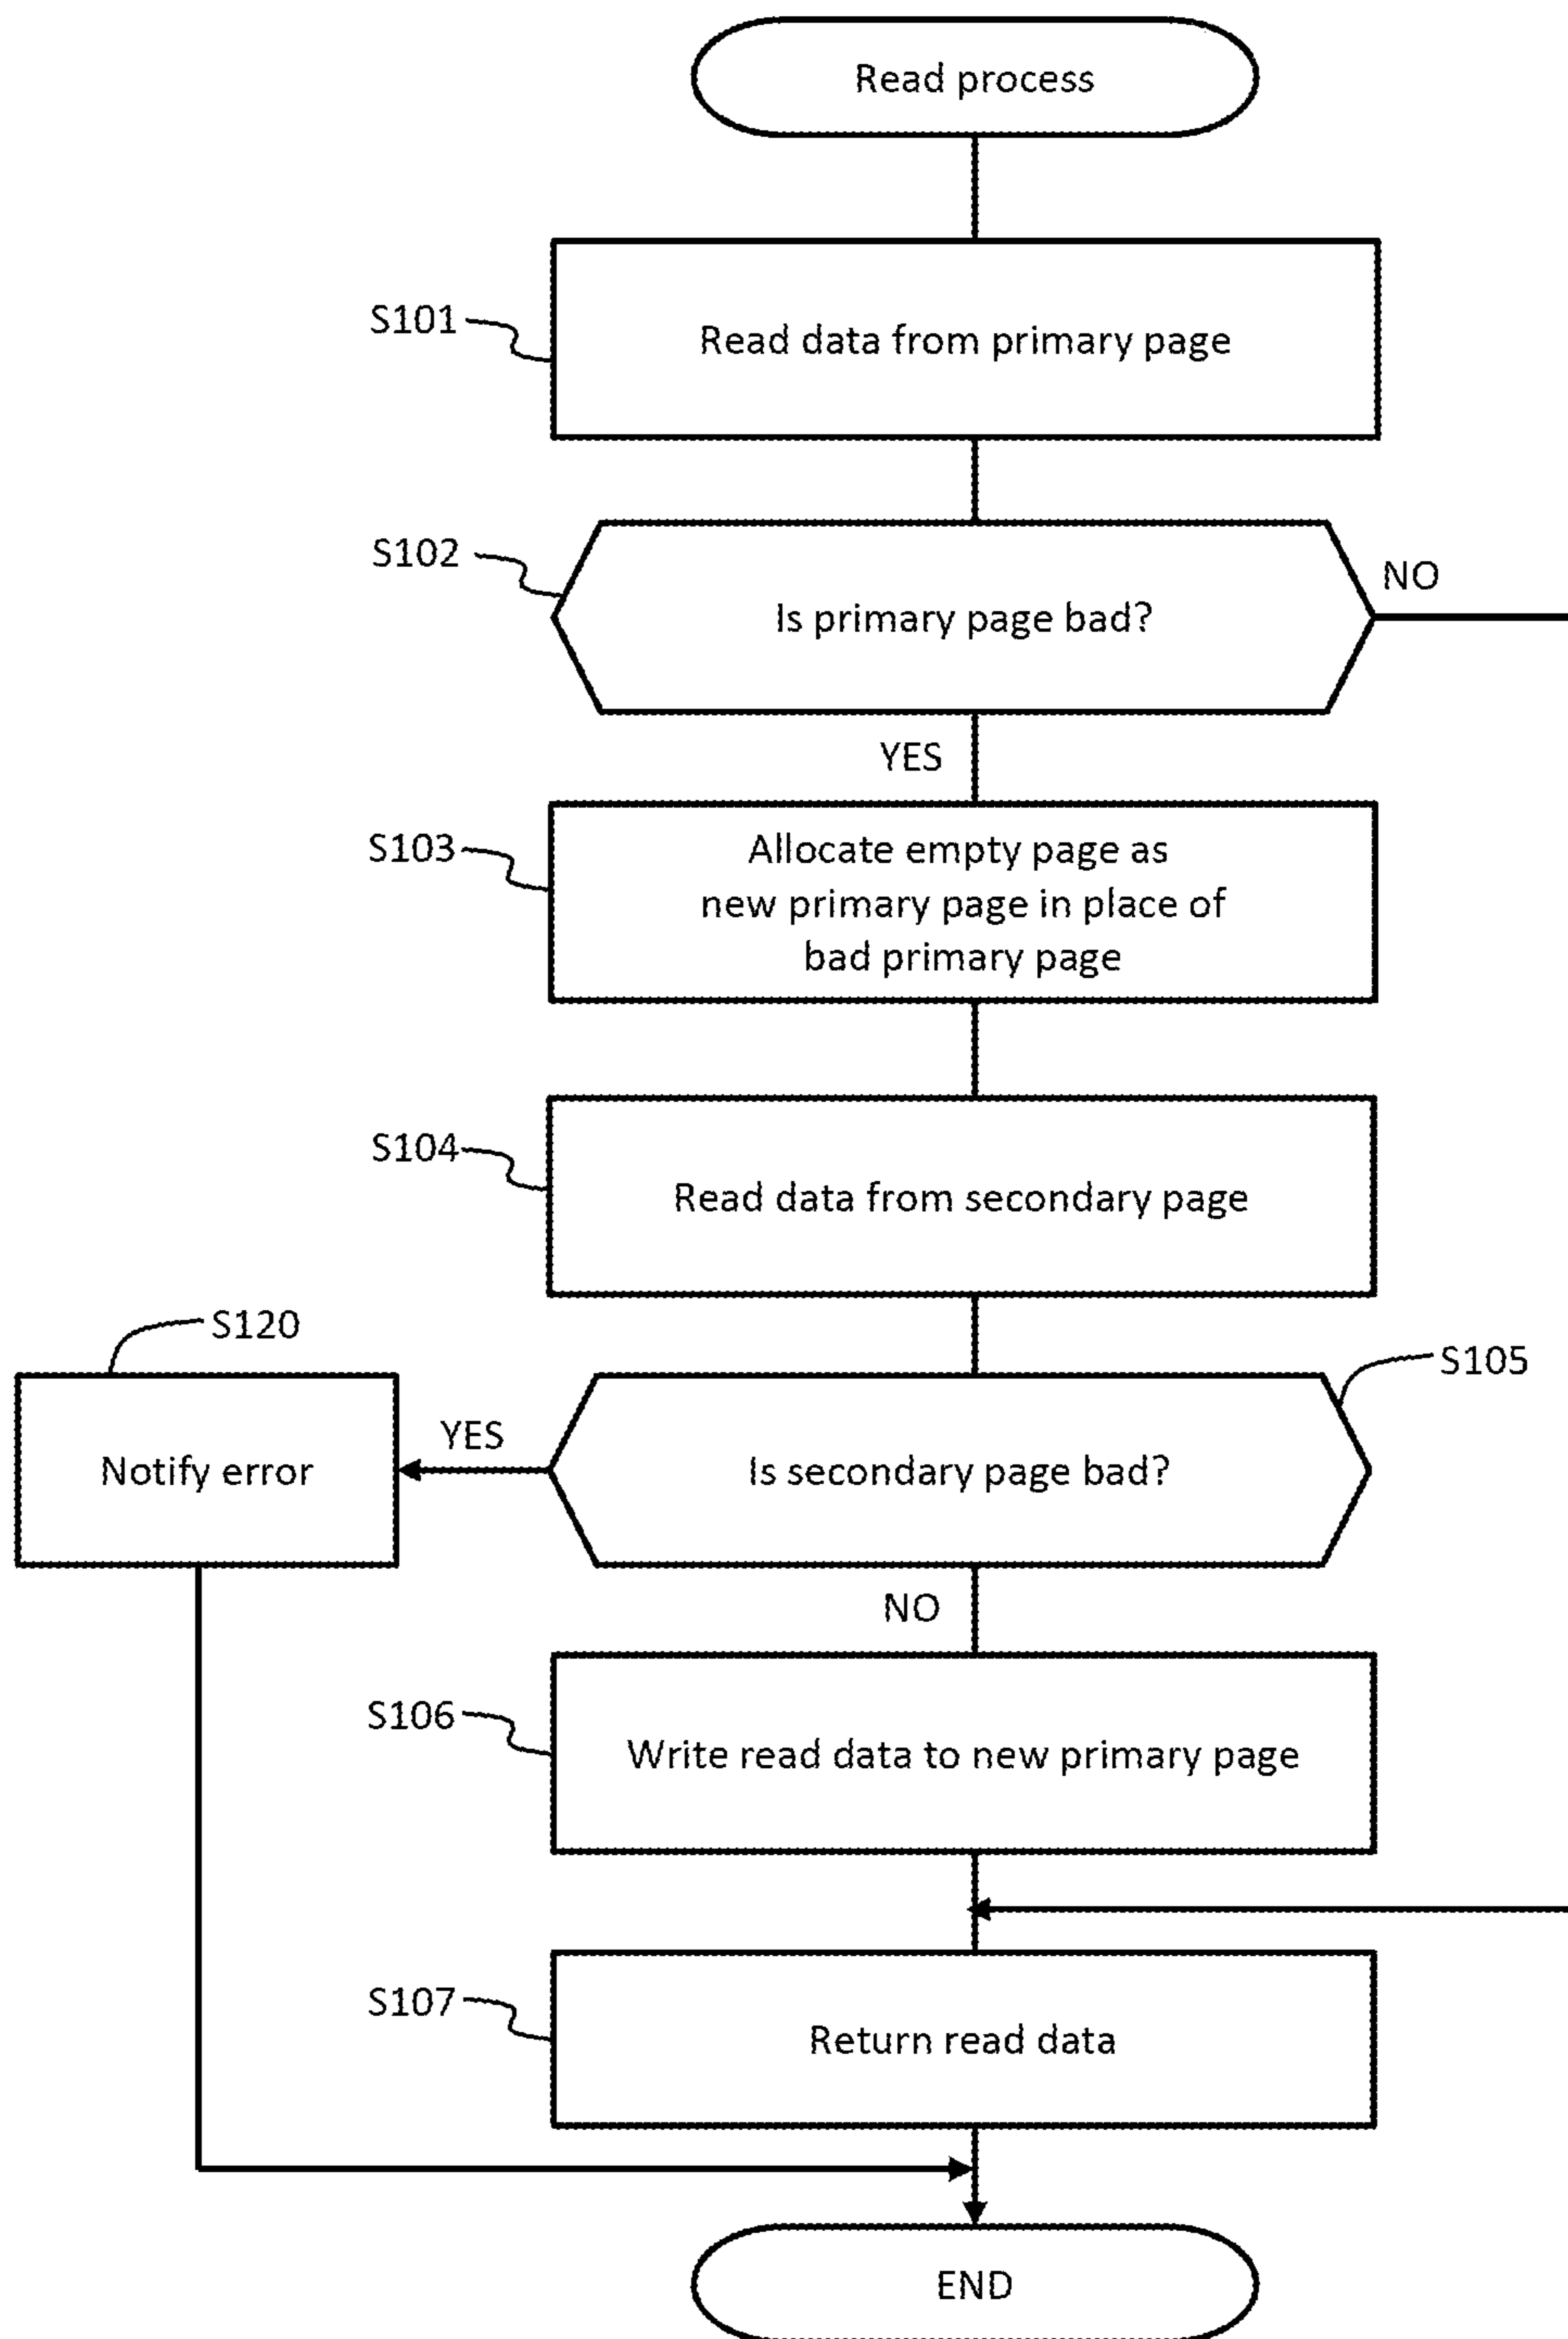 Read process
S101
Read data from primary page
S102
Is primary page bad?
NO
YES
S103
Allocate empty page as
new primary page in place of
bad primary page
S104
Read data from secondary page
S120
Notify error
YES
S105
Is secondary page bad?
NO
S106
Write read data to new primary page
S107
Return read data
END